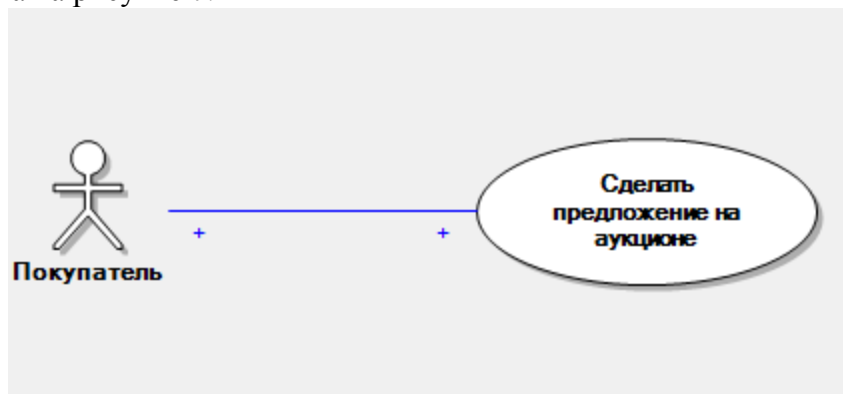 + +
Покупатель
Сделать
предложение на
аукционе